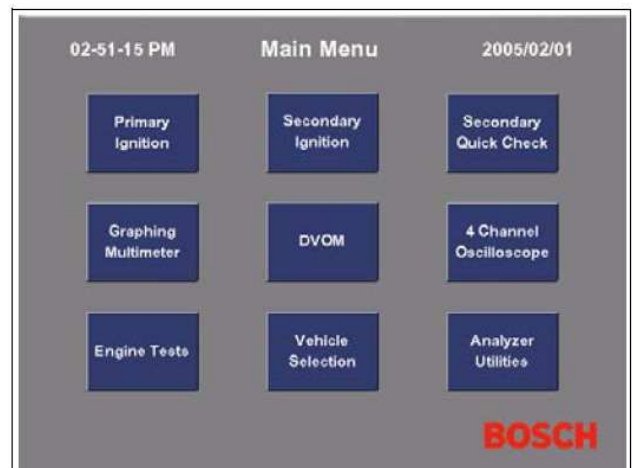 02-51-15 PM Main Menu 2005/02/01
Primary
Ignition
Secondary
Ignition
Secondary
Quick Check
Graphing
Multimeter
DVOM
4 Channel
Oscilloscope
Engine Tests
Vehicle
Selection
Analyzer
Utilities
BOSCH